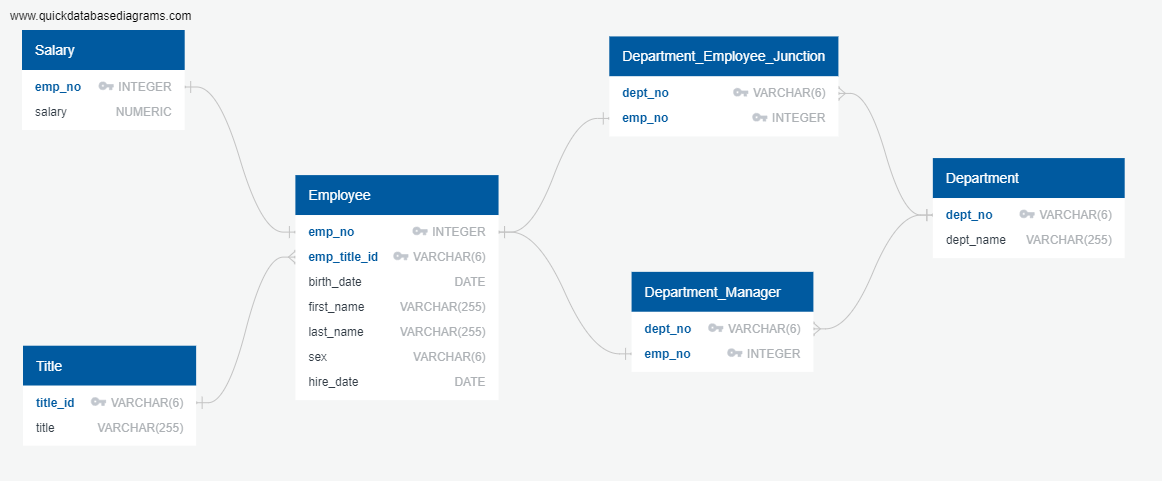 www.quickdatabasediagrams.com
Salary
emp_no INTEGER
salary NUMERIC
Employee
emp_no INTEGER
emp_title_id VARCHAR(6)
birth_date DATE
first_name VARCHAR(255)
last_name VARCHAR(255)
sex VARCHAR(6)
hire_date DATE
Title
title_id VARCHAR(6)
title VARCHAR(255)
Department_Employee_Junction
dept_no VARCHAR(6)
emp_no INTEGER
Department_Manager
dept_no VARCHAR(6)
emp_no INTEGER
Department
dept_no VARCHAR(6)
dept_name VARCHAR(255)